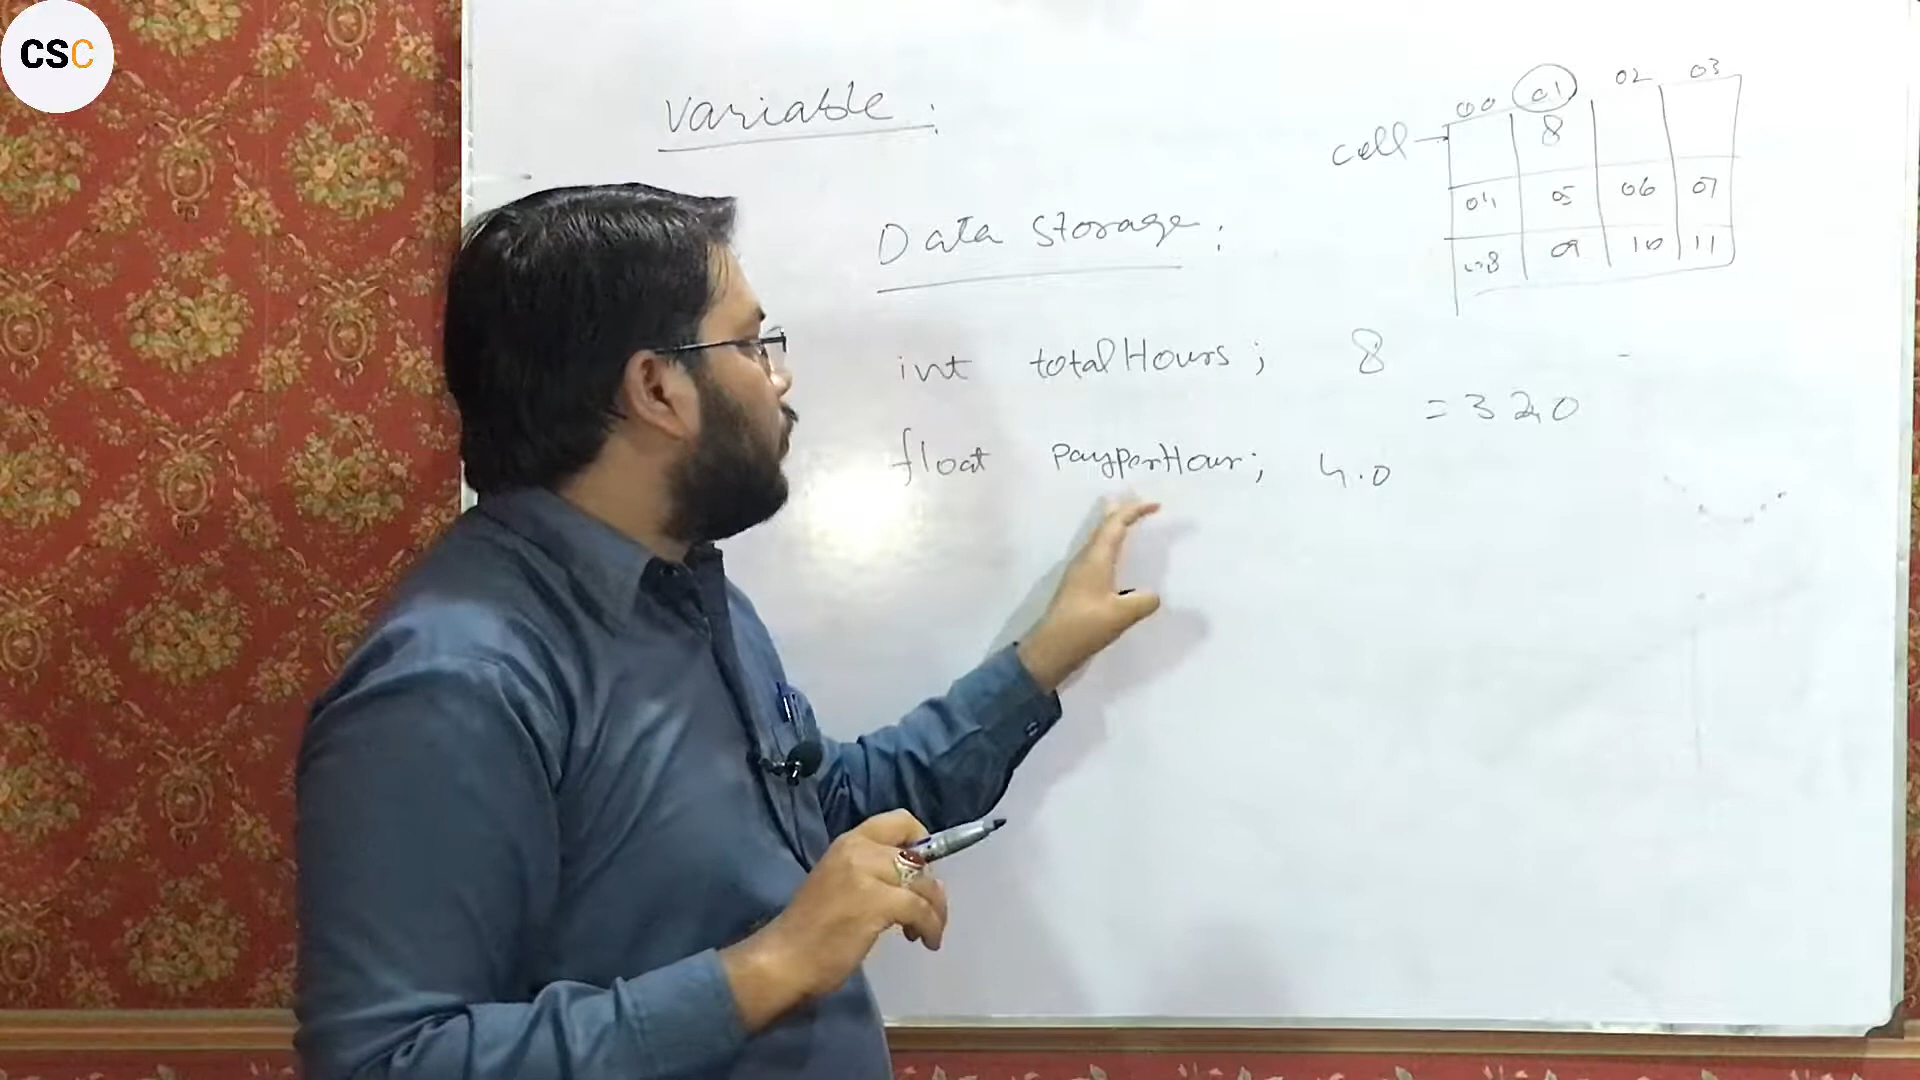 CSC
variable :
00 01 02 03
cell → 8
04 05 06 07
08 09 10 11
Data storage :
int totalHours ; 8
= 320
float payperHour ; 4.0